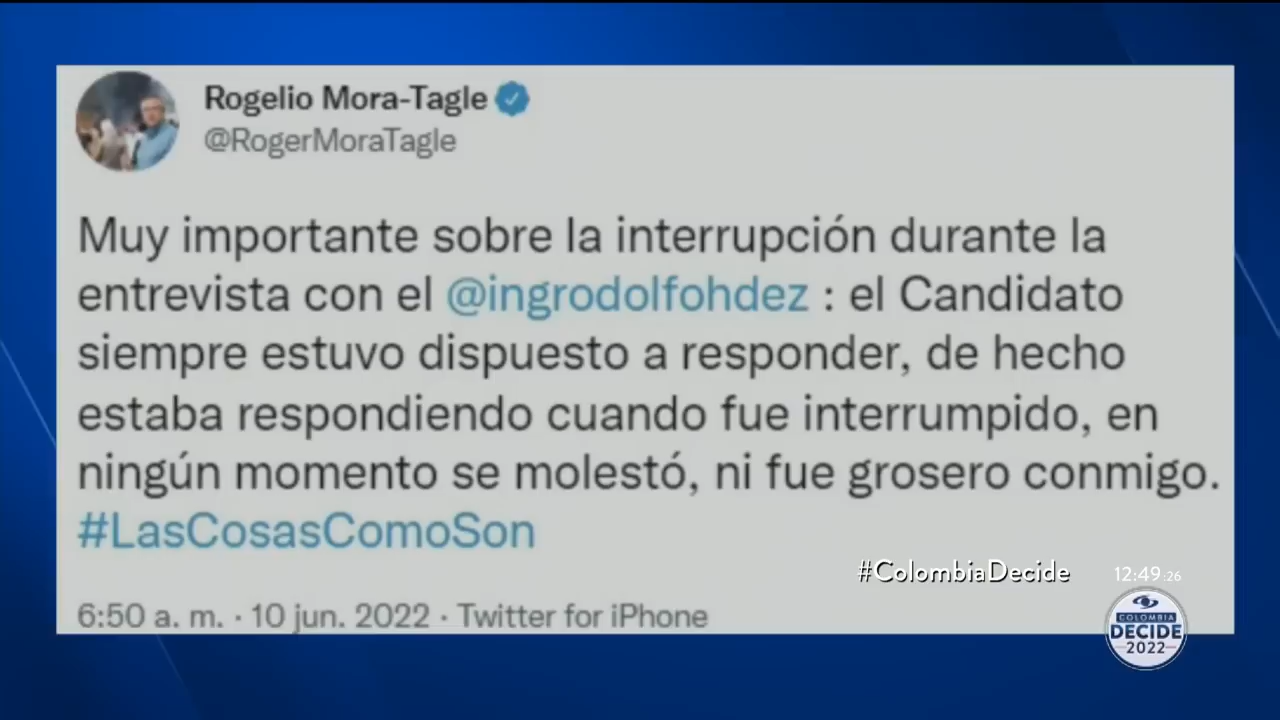 Rogelio Mora-Tagle
@RogerMoraTagle
Muy importante sobre la interrupción durante la
entrevista con el @ingrodolfohdez : el Candidato
siempre estuvo dispuesto a responder, de hecho
estaba respondiendo cuando fue interrumpido, en
ningún momento se molestó, ni fue grosero conmigo.
#LasCosasComoSon
6:50 a. m. · 10 jun. 2022 · Twitter for iPhone
#ColombiaDecide
12:49:26
COLOMBIA
DECIDE
2022